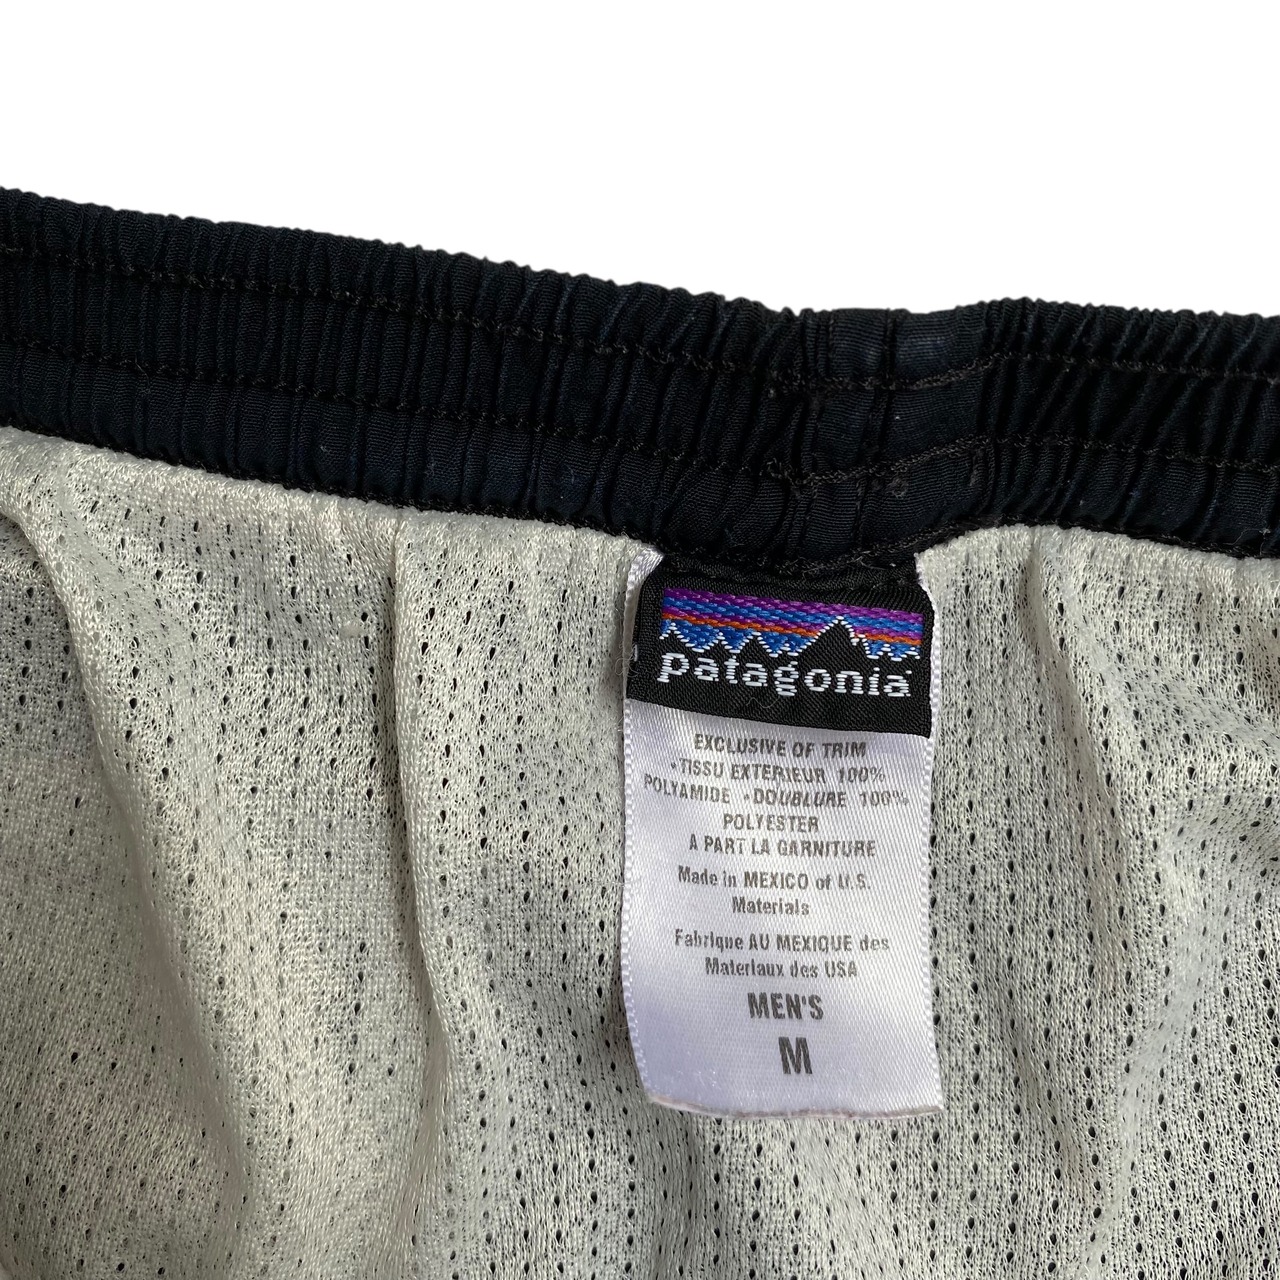 patagonia
EXCLUSIVE OF TRIM
•TISSU EXTERIEUR 100%
POLYAMIDE •DOUBLURE 100%
POLYESTER
A PART LA GARNITURE
Made in MEXICO of U.S.
Materials
Fabrique AU MEXIQUE des
Materiaux des USA
MEN'S
M